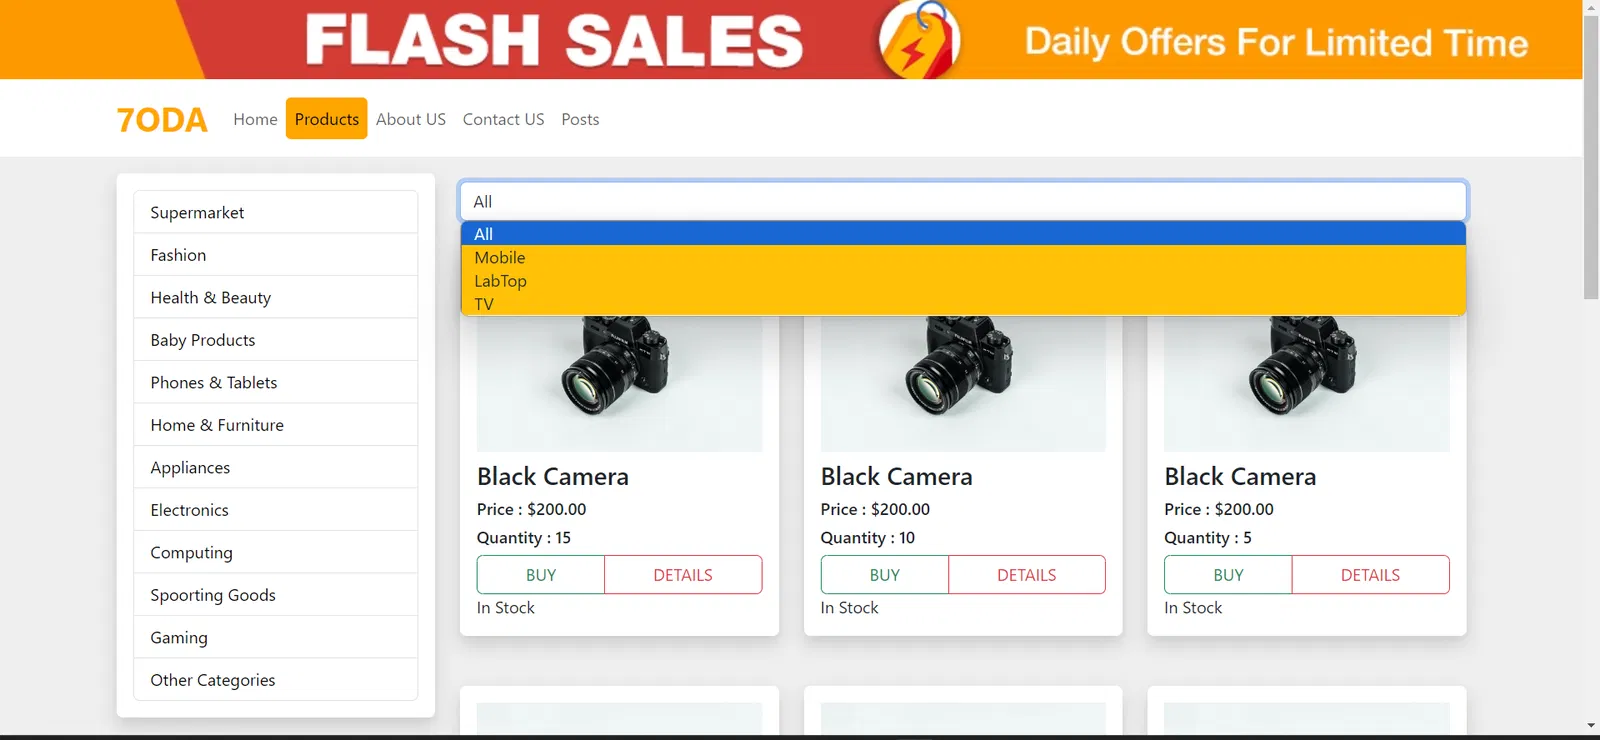 FLASH SALES
Daily Offers For Limited Time
7ODA
Home
Products
About US
Contact US
Posts
Supermarket
Fashion
Health & Beauty
Baby Products
Phones & Tablets
Home & Furniture
Appliances
Electronics
Computing
Spoorting Goods
Gaming
Other Categories
All
All
Mobile
LabTop
TV
Black Camera
Price : $200.00
Quantity : 15
BUY
DETAILS
In Stock
Black Camera
Price : $200.00
Quantity : 10
BUY
DETAILS
In Stock
Black Camera
Price : $200.00
Quantity : 5
BUY
DETAILS
In Stock